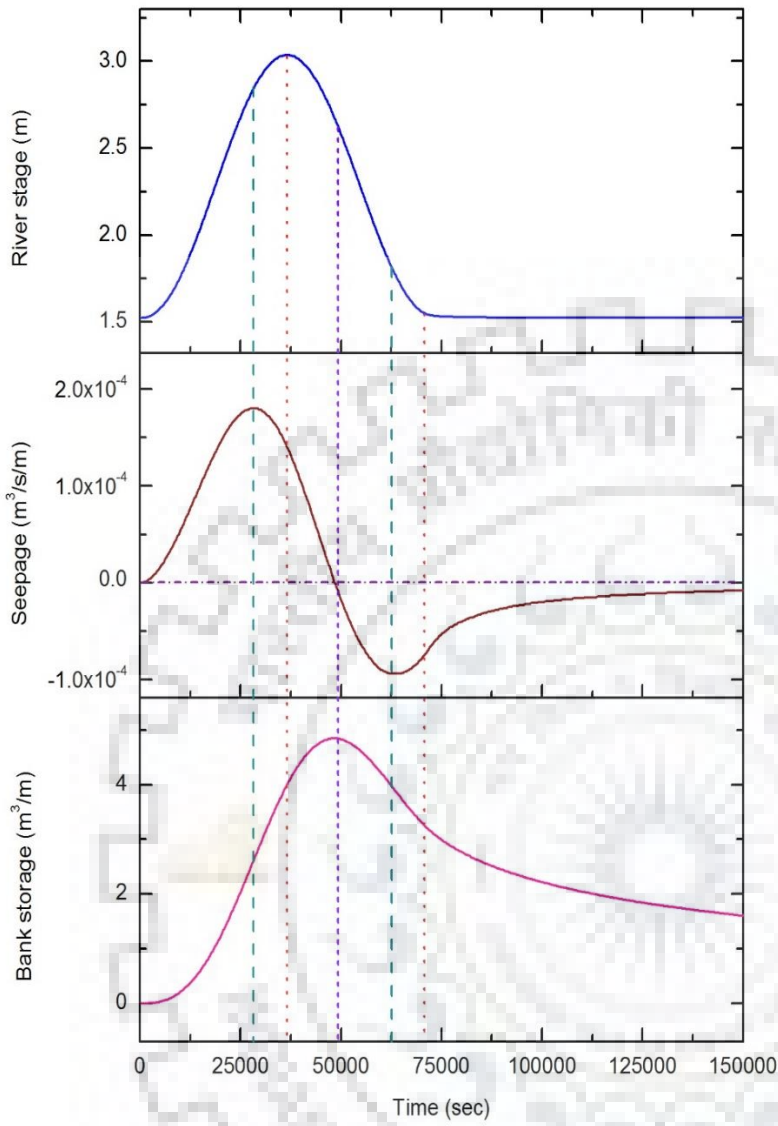 River stage (m)
3.0
2.5
2.0
1.5
Seepage (m³/s/m)
2.0x10⁻⁴
1.0x10⁻⁴
0.0
-1.0x10⁻⁴
Bank storage (m³/m)
4
2
0
0 25000 50000 75000 100000 125000 150000
Time (sec)